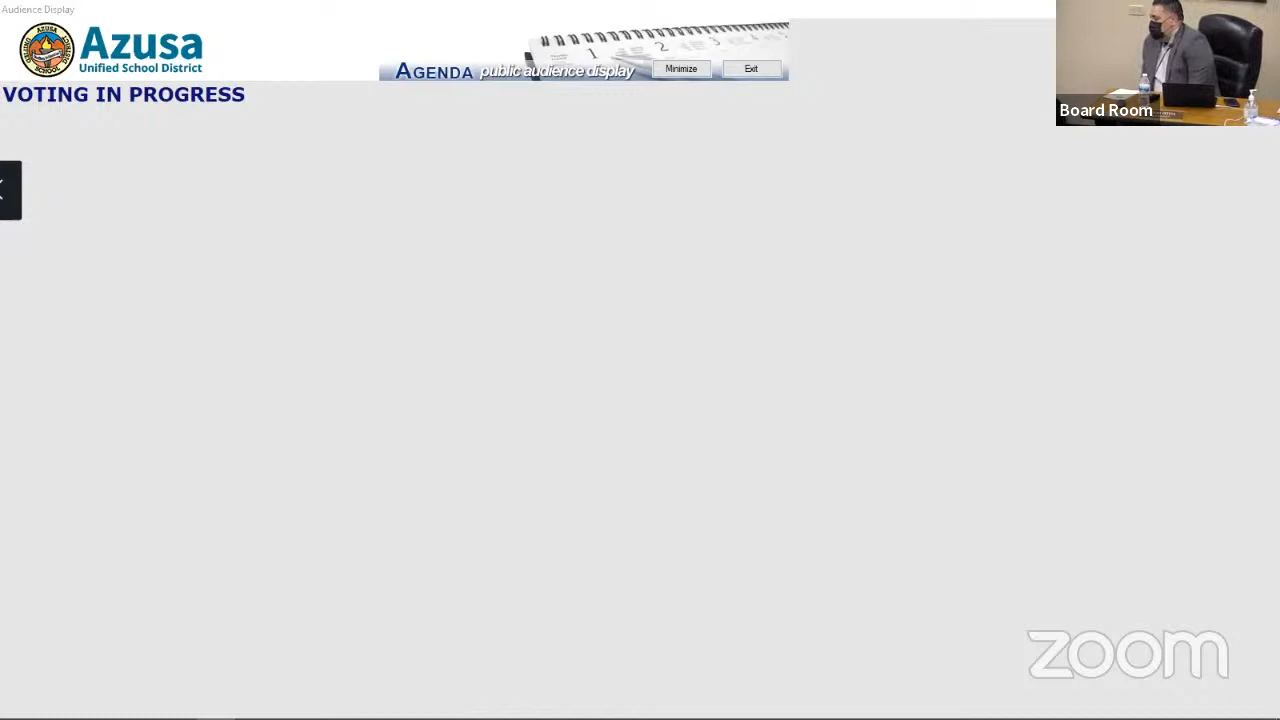 Audience Display
Azusa
Unified School District
AGENDA public audience display
Minimize
Exit
VOTING IN PROGRESS
Board Room
zoom